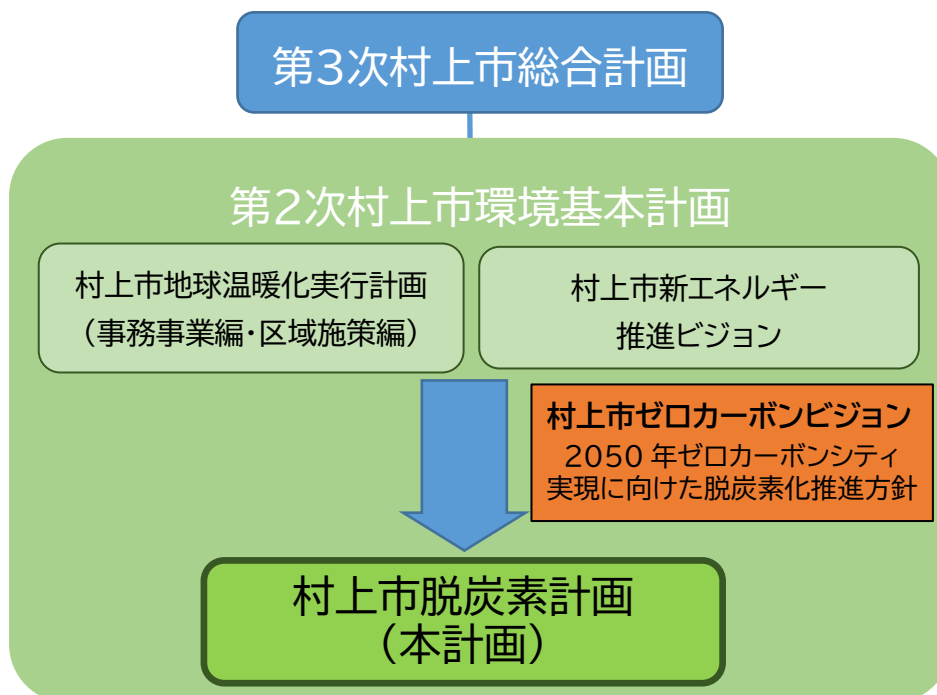 第3次村上市総合計画
第2次村上市環境基本計画
村上市地球温暖化実行計画
（事務事業編・区域施策編）
村上市新エネルギー
推進ビジョン
村上市ゼロカーボンビジョン
2050 年ゼロカーボンシティ
実現に向けた脱炭素化推進方針
村上市脱炭素計画
（本計画）